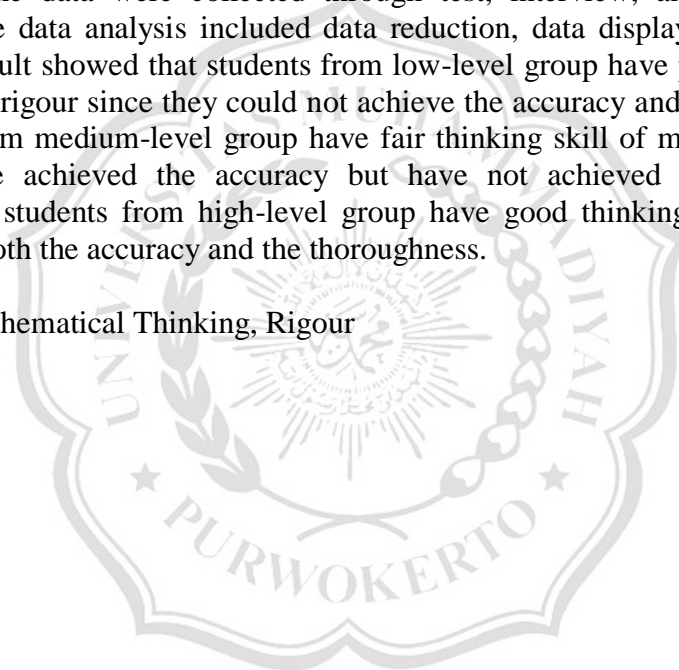 e data were collected through test, interview, an
e data analysis included data reduction, data display
ult showed that students from low-level group have p
rigour since they could not achieve the accuracy and
m medium-level group have fair thinking skill of m
e achieved the accuracy but have not achieved
students from high-level group have good thinking
oth the accuracy and the thoroughness.
hematical Thinking, Rigour
UNIVERSITAS MUHAMMADIYAH
PURWOKERTO